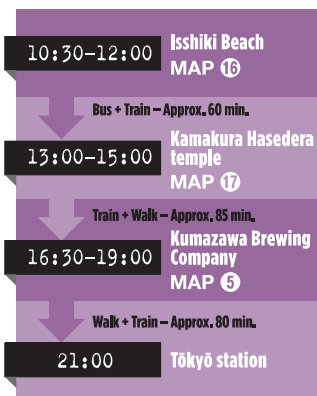 10:30–12:00
Isshiki Beach
MAP 16
Bus + Train – Approx. 60 min.
13:00–15:00
Kamakura Hasedera
temple
MAP 17
Train + Walk – Approx. 85 min.
16:30–19:00
Kumazawa Brewing
Company
MAP 5
Walk + Train – Approx. 80 min.
21:00
Tōkyō station